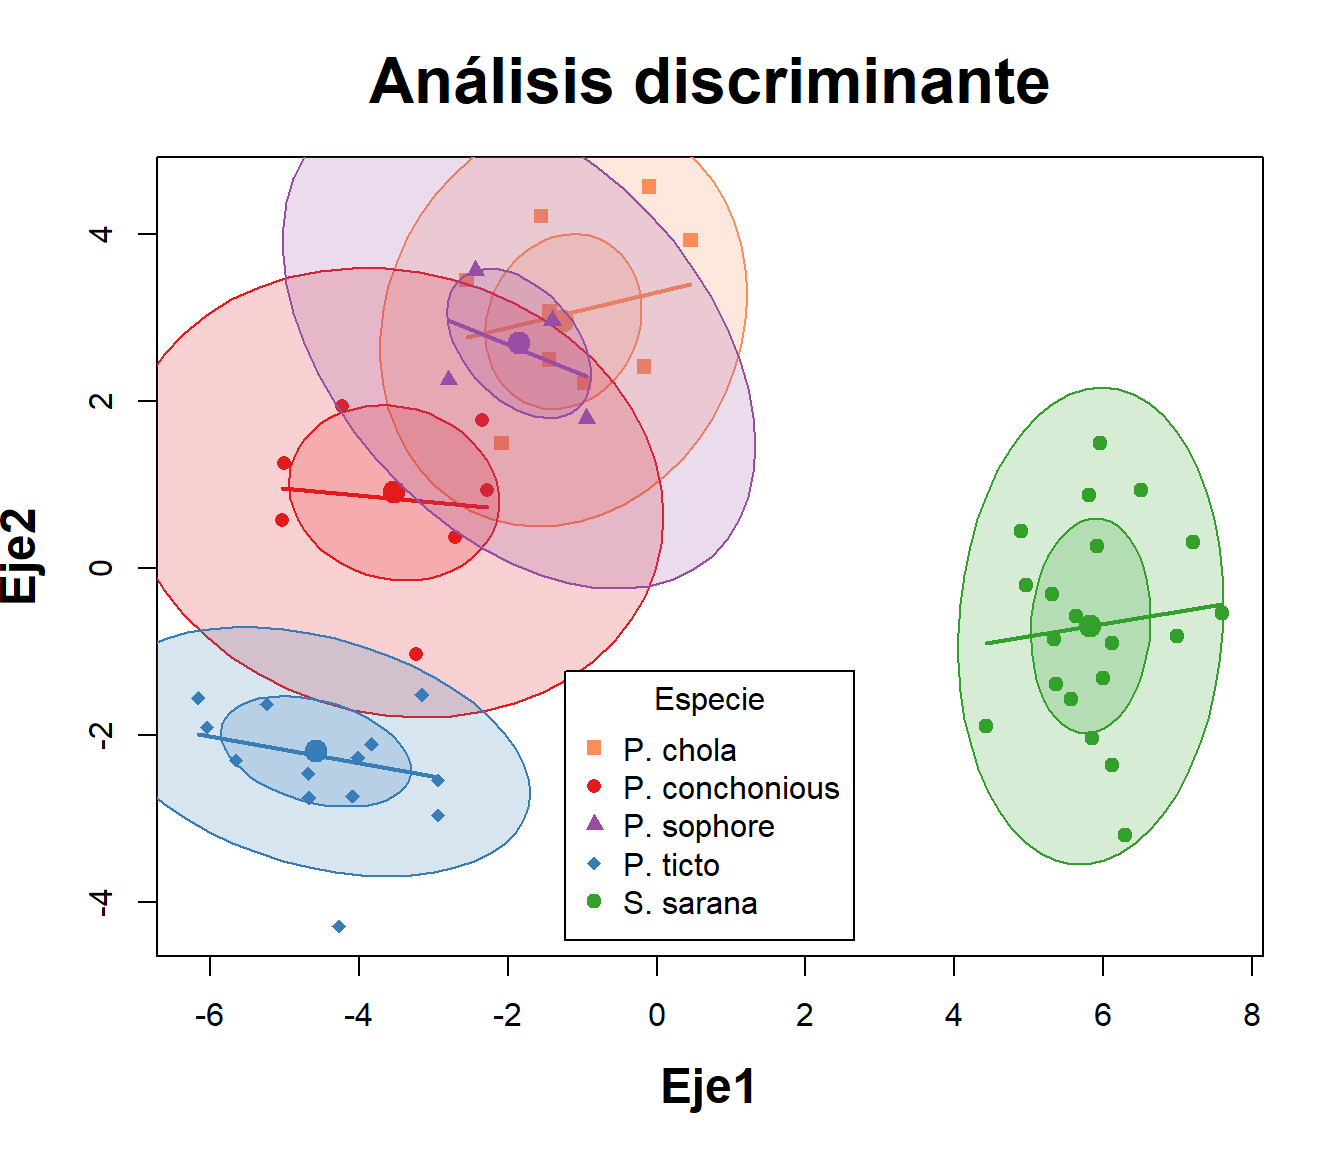 Análisis discriminante
Eje2
4
2
0
-2
-4
Especie
P. chola
P. conchonious
P. sophore
P. ticto
S. sarana
-6 -4 -2 0 2 4 6 8
Eje1